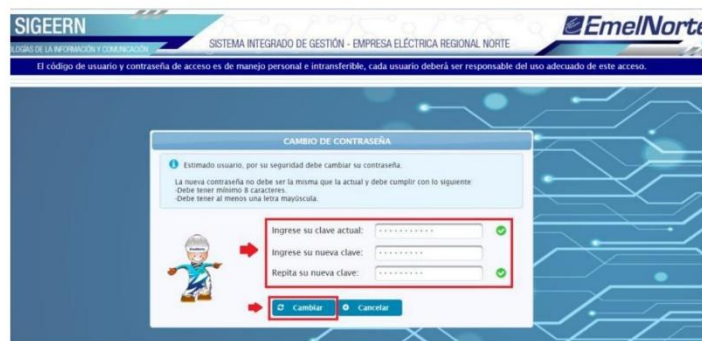 SIGEERN
EmelNorte
LOGÍAS DE LA INFORMACIÓN Y COMUNICACIÓN
SISTEMA INTEGRADO DE GESTIÓN - EMPRESA ELÉCTRICA REGIONAL NORTE
El código de usuario y contraseña de acceso es de manejo personal e intransferible, cada usuario deberá ser responsable del uso adecuado de este acceso.
CAMBIO DE CONTRASEÑA
Estimado usuario, por su seguridad debe cambiar su contraseña.
La nueva contraseña no debe ser la misma que la actual y debe cumplir con lo siguiente:
-Debe tener mínimo 8 caracteres.
-Debe tener al menos una letra mayúscula.
Ingrese su clave actual:
Ingrese su nueva clave:
Repita su nueva clave:
Cambiar
Cancelar